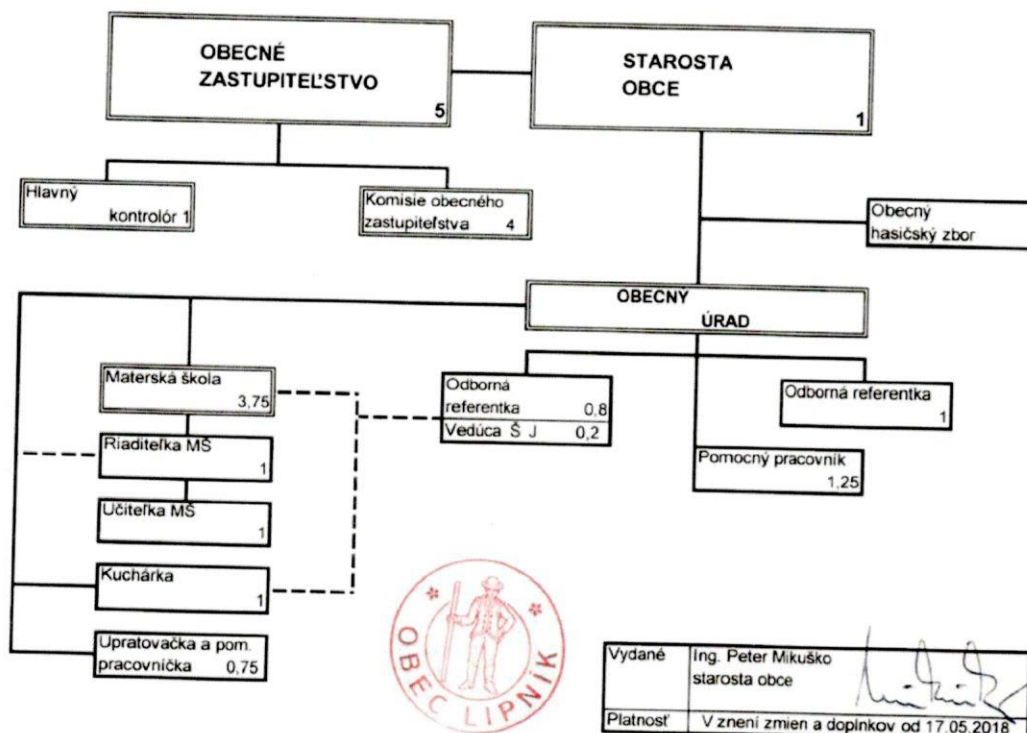 OBECNÉ
ZASTUPITEĽSTVO
5
STAROSTA
OBCE
1
Hlavný
kontrolór 1
Komisie obecného
zastupiteľstva 4
Obecný
hasičský zbor
OBECNÝ
ÚRAD
Materská škola
3,75
Odborná
referentka 0,8
Vedúca Š J 0,2
Odborná referentka
1
Riaditeľka MŠ
1
Pomocný pracovník
1,25
Učiteľka MŠ
1
Kuchárka
1
Upratovačka a pom.
pracovníčka 0,75
OBEC LIPNÍK
Vydané Ing. Peter Mikuško
starosta obce
Platnosť V znení zmien a doplnkov od 17.05.2018